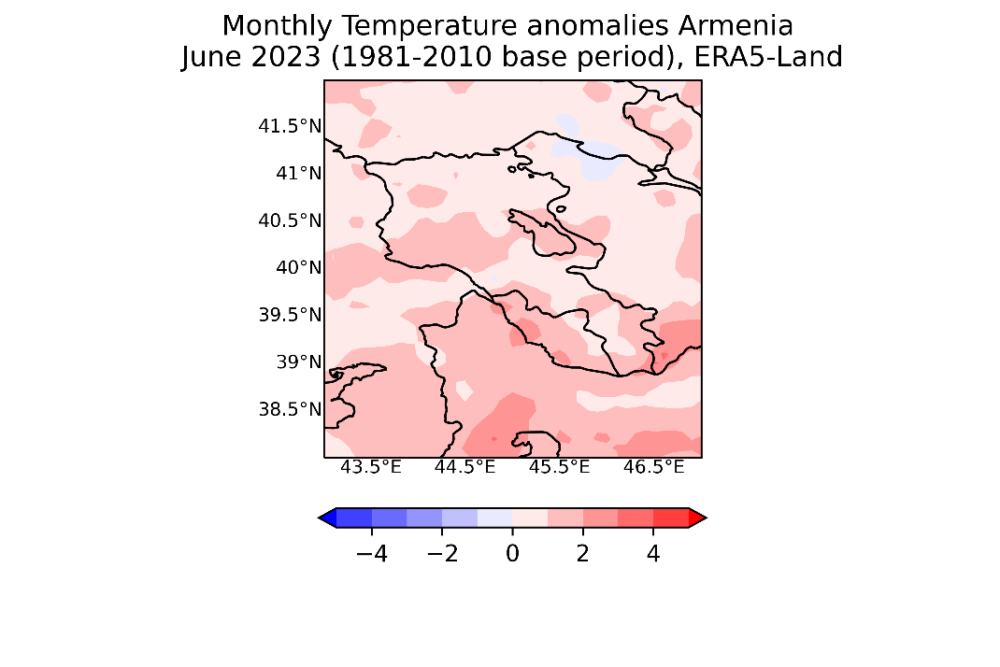 Monthly Temperature anomalies Armenia
June 2023 (1981-2010 base period), ERA5-Land
41.5°N
41°N
40.5°N
40°N
39.5°N
39°N
38.5°N
43.5°E 44.5°E 45.5°E 46.5°E
−4 −2 0 2 4